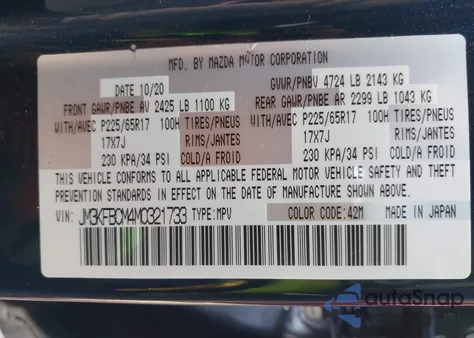 MFD. BY MAZDA MOTOR CORPORATION
DATE 10/20 GVWR/PNBV 4724 LB 2143 KG
FRONT GAWR/PNBE AV 2425 LB 1100 KG REAR GAWR/PNBE AR 2299 LB 1043 KG
WITH/AVEC P225/65R17 100H TIRES/PNEUS WITH/AVEC P225/65R17 100H TIRES/PNEUS
17X7J RIMS/JANTES 17X7J RIMS/JANTES
230 KPA/34 PSI COLD/A FROID 230 KPA/34 PSI COLD/A FROID
THIS VEHICLE CONFORMS TO ALL APPLICABLE FEDERAL MOTOR VEHICLE SAFETY AND THEFT
PREVENTION STANDARDS IN EFFECT ON THE DATE OF MANUFACTURE SHOWN ABOVE.
VIN: JM3KFBCM4MO321733 TYPE: MPV COLOR CODE: 42M MADE IN JAPAN
autoSnap